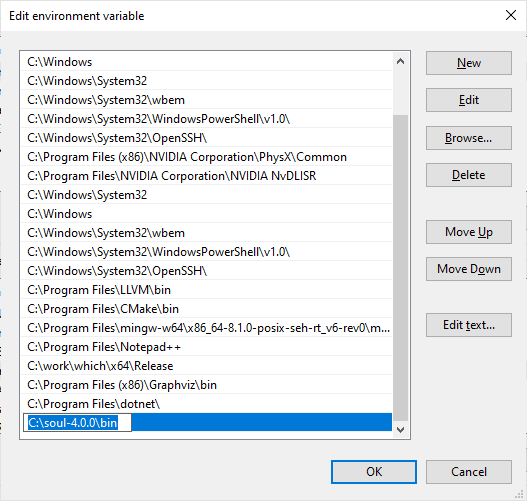 Edit environment variable
C:\Windows
C:\Windows\System32
C:\Windows\System32\wbem
C:\Windows\System32\WindowsPowerShell\v1.0\
C:\Windows\System32\OpenSSH\
C:\Program Files (x86)\NVIDIA Corporation\PhysX\Common
C:\Program Files\NVIDIA Corporation\NVIDIA NvDLISR
C:\Windows\System32
C:\Windows
C:\Windows\System32\wbem
C:\Windows\System32\WindowsPowerShell\v1.0\
C:\Windows\System32\OpenSSH\
C:\Program Files\LLVM\bin
C:\Program Files\CMake\bin
C:\Program Files\mingw-w64\x86_64-8.1.0-posix-seh-rt_v6-rev0\m...
C:\Program Files\Notepad++
C:\work\which\x64\Release
C:\Program Files (x86)\Graphviz\bin
C:\Program Files\dotnet\
C:\soul-4.0.0\bin
New
Edit
Browse...
Delete
Move Up
Move Down
Edit text...
OK
Cancel